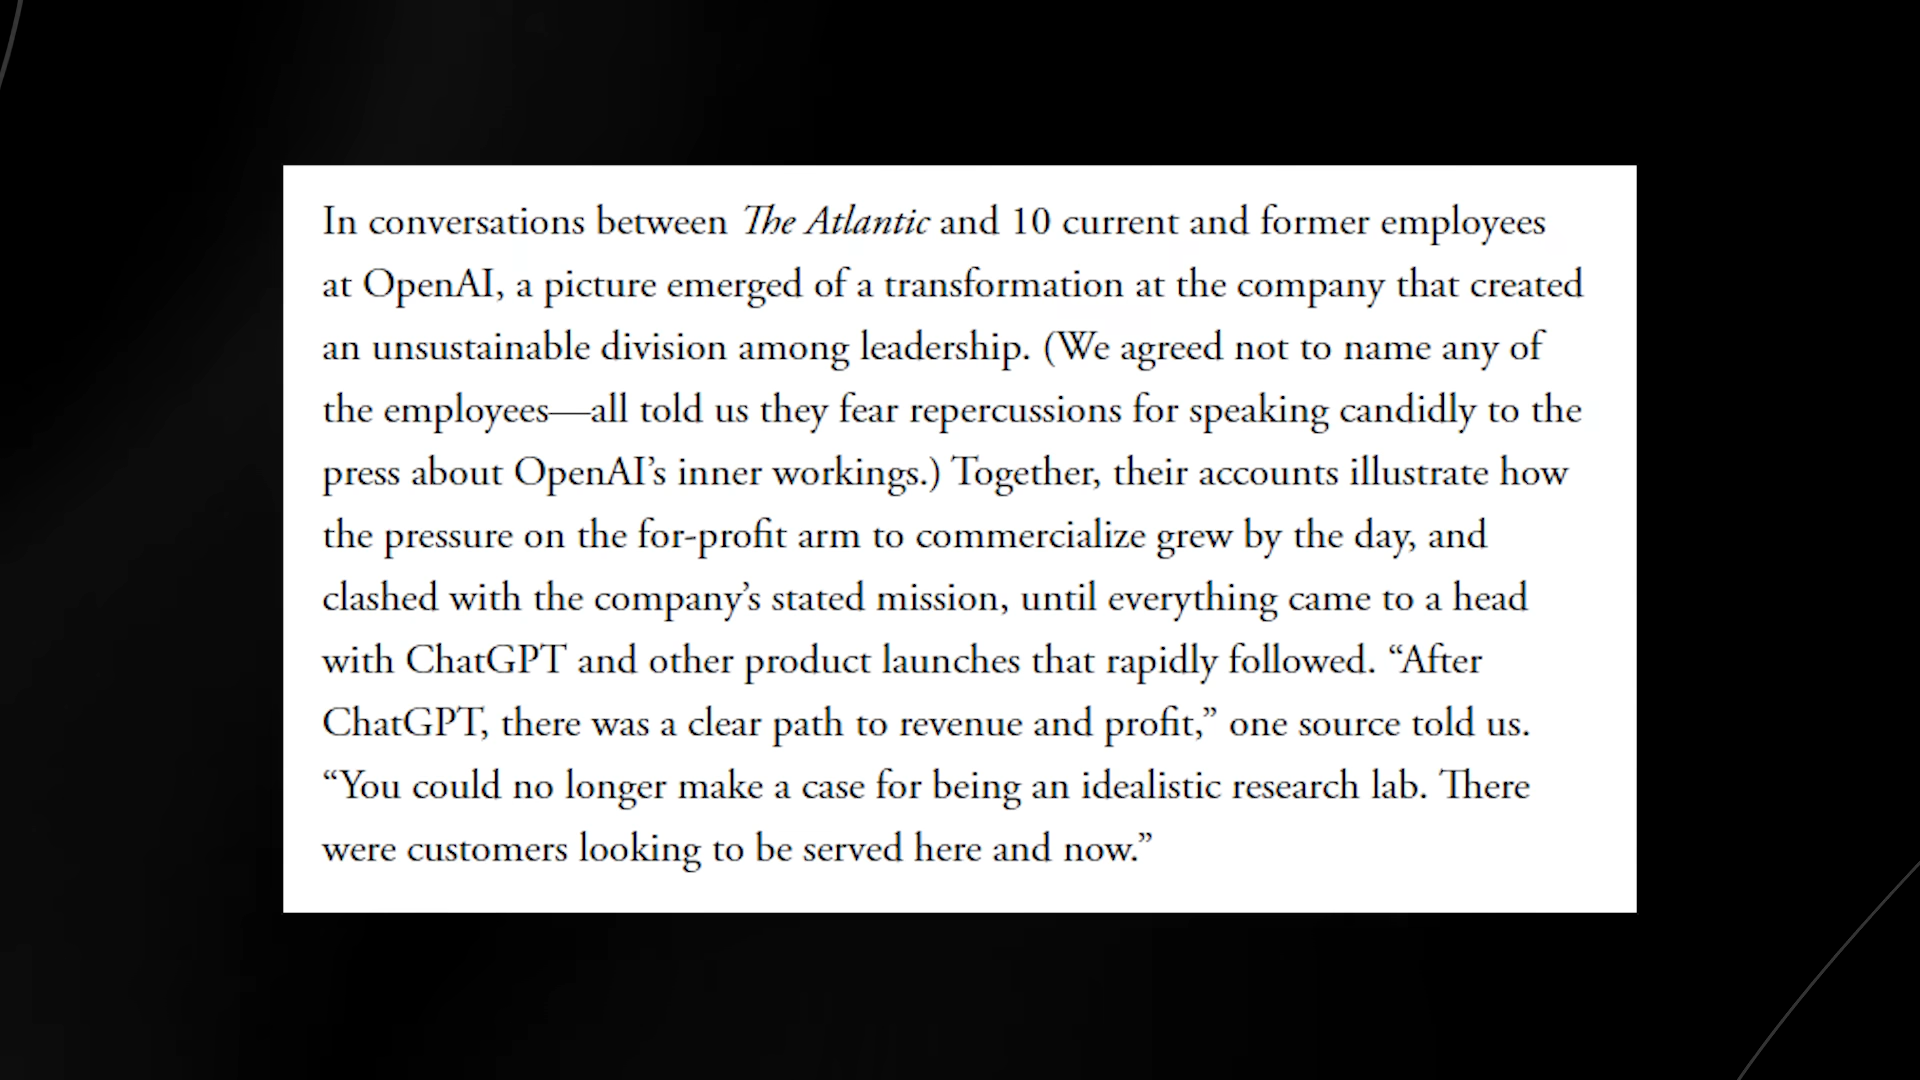 In conversations between The Atlantic and 10 current and former employees
at OpenAI, a picture emerged of a transformation at the company that created
an unsustainable division among leadership. (We agreed not to name any of
the employees—all told us they fear repercussions for speaking candidly to the
press about OpenAI’s inner workings.) Together, their accounts illustrate how
the pressure on the for-profit arm to commercialize grew by the day, and
clashed with the company’s stated mission, until everything came to a head
with ChatGPT and other product launches that rapidly followed. “After
ChatGPT, there was a clear path to revenue and profit,” one source told us.
“You could no longer make a case for being an idealistic research lab. There
were customers looking to be served here and now.”